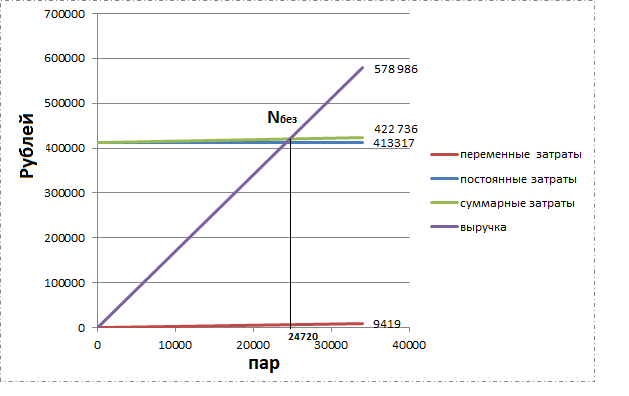 700000
600000
578 986
500000
Nбез
422 736
400000
413317
300000
200000
100000
0
9419
24720
0
10000
20000
30000
40000
Рублей
пар
переменные затраты
постоянные затраты
суммарные затраты
выручка